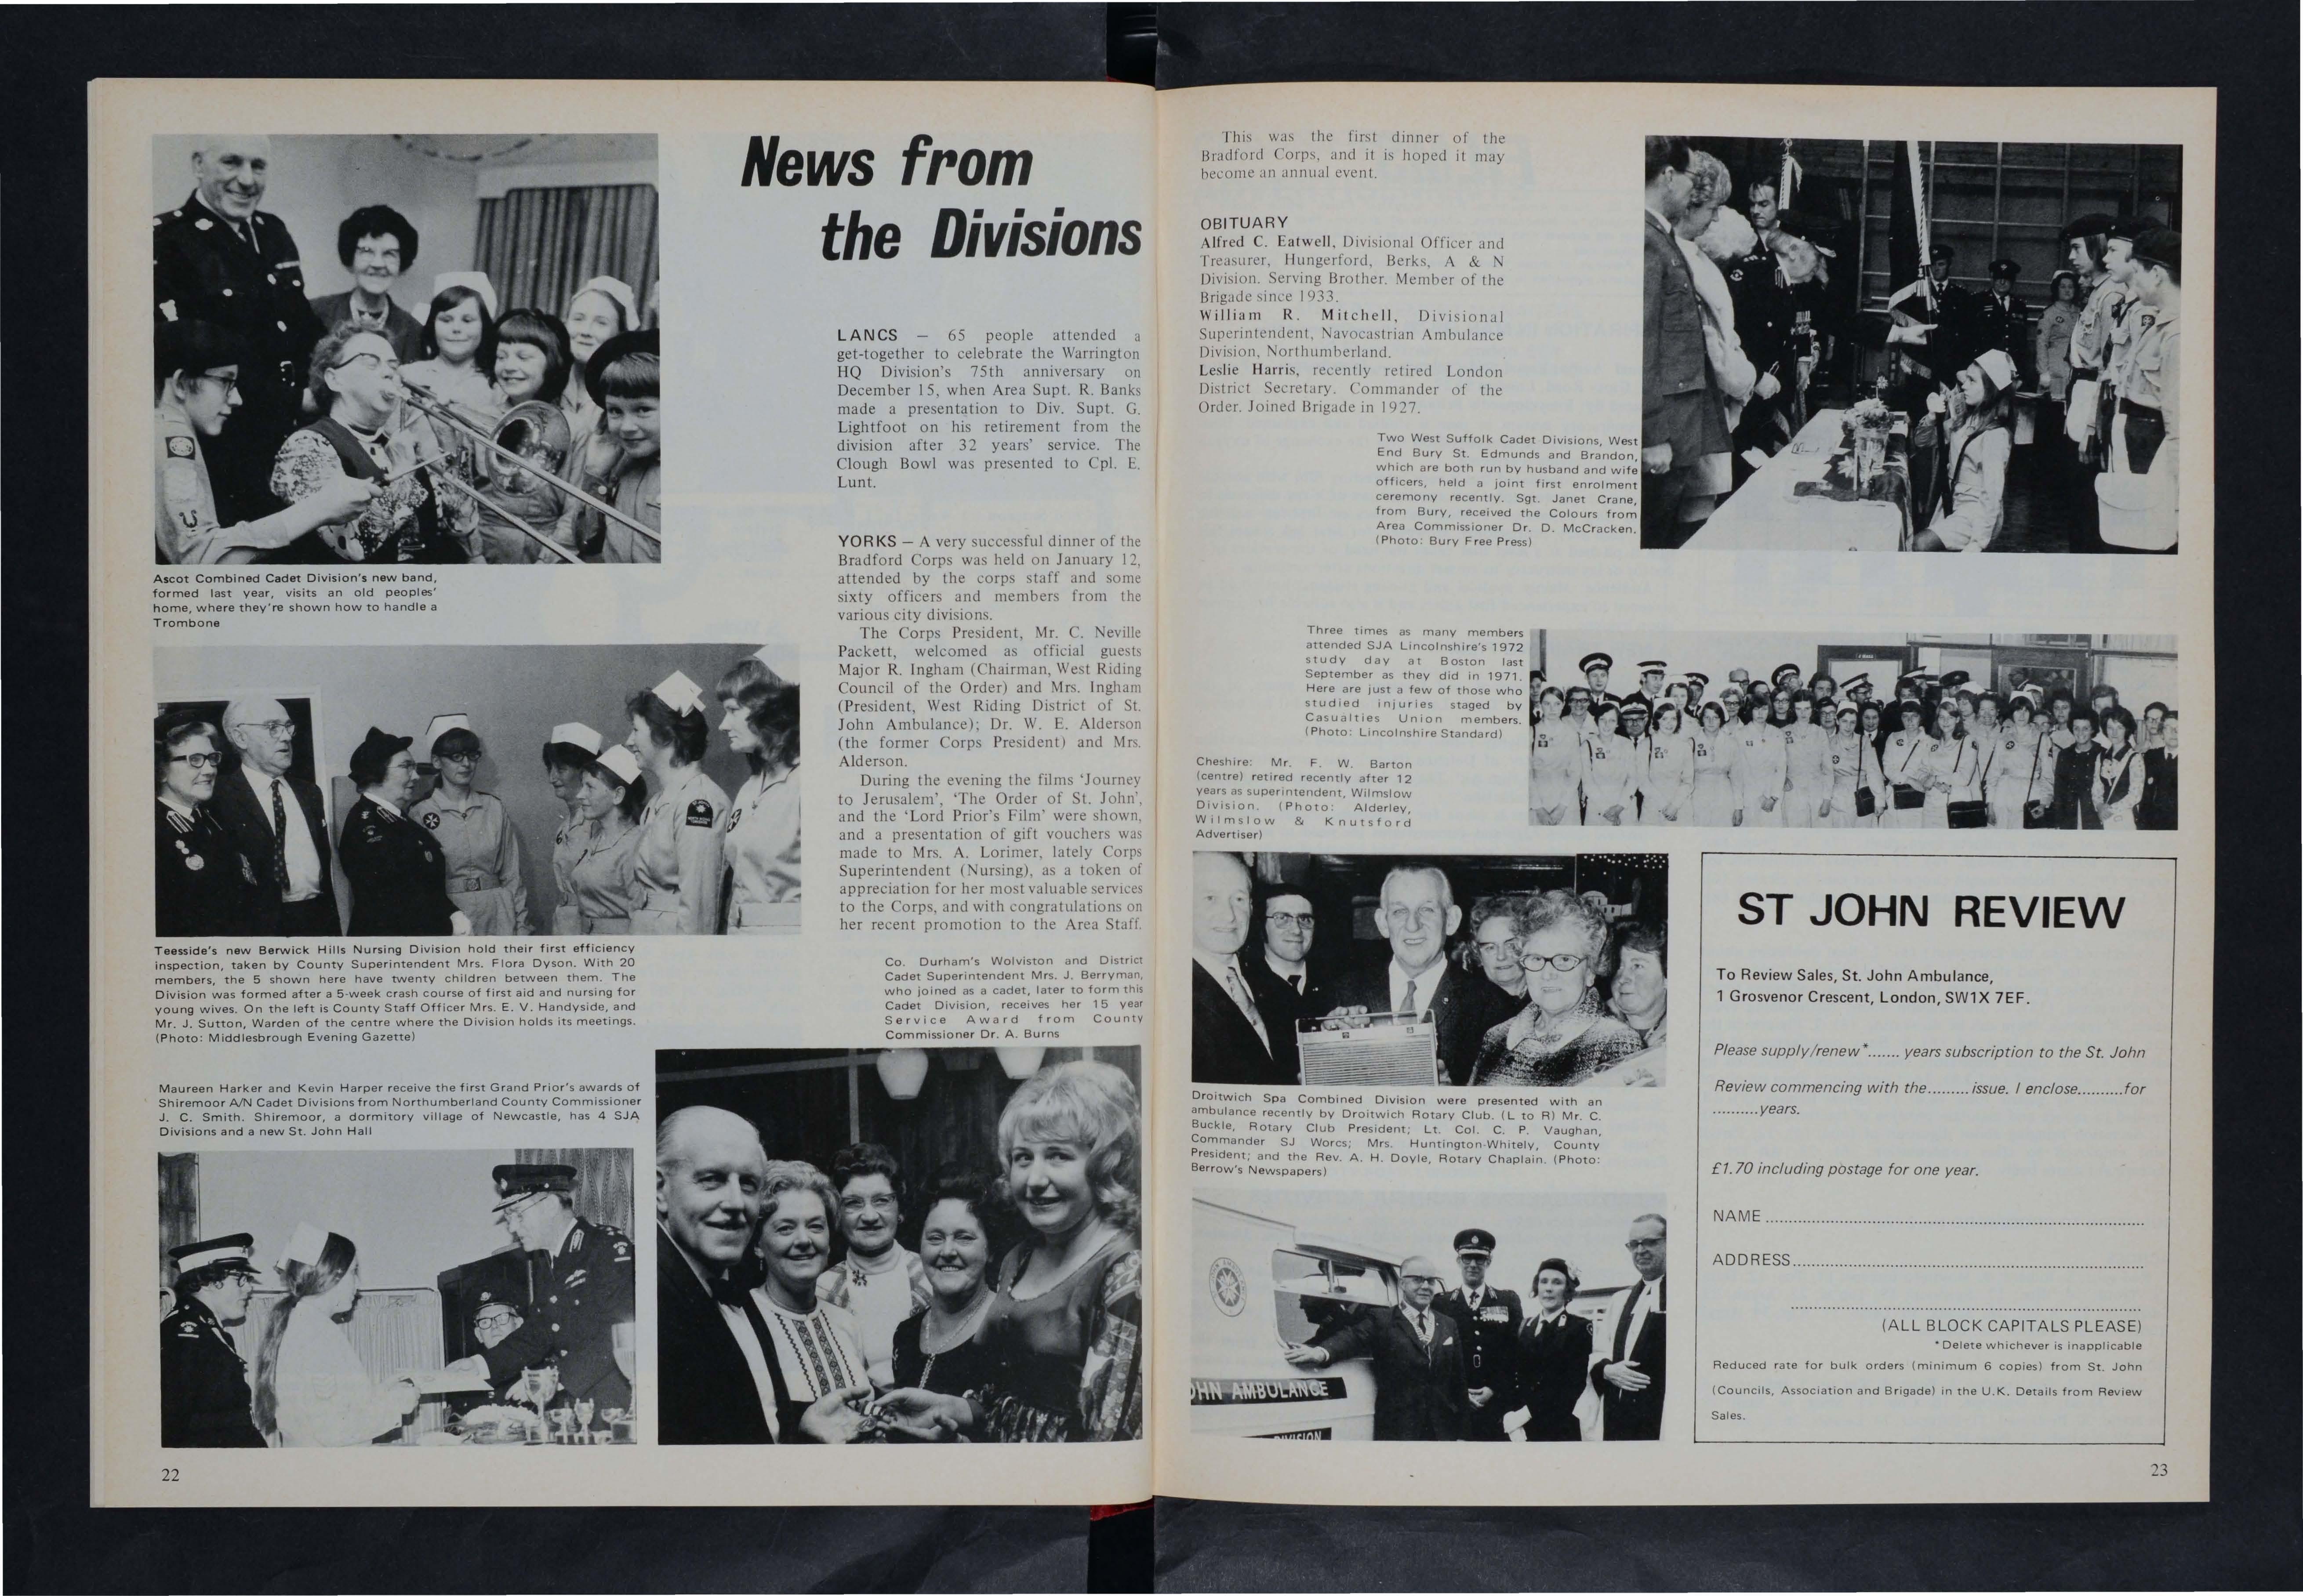 News from
the Divisions
Ascot Combined Cadet Division's new band,
formed last year, visits an old peoples'
home, where they're shown how to handle a
Trombone
Teesside's new Berwick Hills Nursing Division hold their first efficiency
inspection, taken by County Superintendent Mrs. Flora Dyson. With 20
members, the 5 shown here have twenty children between them. The
Division was formed after a 5-week crash course of first aid and nursing for
young wives. On the left is County Staff Officer Mrs. E. V. Handyside, and
Mr. J. Sutton, Warden of the centre where the Division holds its meetings.
(Photo: Middlesbrough Evening Gazette)
Maureen Harker and Kevin Harper receive the first Grand Prior's awards of
Shiremoor A/N Cadet Divisions from Northumberland County Commissioner
J. C. Smith. Shiremoor, a dormitory village of Newcastle, has 4 SJA
Divisions and a new St. John Hall
LANCS – 65 people attended a
get-together to celebrate the Warrington
HQ Division's 75th anniversary on
December 15, when Area Supt. R. Banks
made a presentation to Div. Supt. G.
Lightfoot on his retirement from the
division after 32 years' service. The
Clough Bowl was presented to Cpl. E.
Lunt.
YORKS – A very successful dinner of the
Bradford Corps was held on January 12,
attended by the corps staff and some
sixty officers and members from the
various city divisions.
The Corps President, Mr. C. Neville
Packett, welcomed as official guests
Major R. Ingham (Chairman, West Riding
Council of the Order) and Mrs. Ingham
(President, West Riding District of St.
John Ambulance); Dr. W. E. Alderson
(the former Corps President) and Mrs.
Alderson.
During the evening the films 'Journey
to Jerusalem', 'The Order of St. John',
and the 'Lord Prior's Film' were shown,
and a presentation of gift vouchers was
made to Mrs. A. Lorimer, lately Corps
Superintendent (Nursing), as a token of
appreciation for her most valuable services
to the Corps, and with congratulations on
her recent promotion to the Area Staff.
Co. Durham's Wolviston and District
Cadet Superintendent Mrs. J. Berryman,
who joined as a cadet, later to form this
Cadet Division, receives her 15 year
Service Award from County
Commissioner Dr. A. Burns
22
This was the first dinner of the
Bradford Corps, and it is hoped it may
become an annual event.
OBITUARY
Alfred C. Eatwell, Divisional Officer and
Treasurer, Hungerford, Berks, A & N
Division. Serving Brother. Member of the
Brigade since 1933.
William R. Mitchell, Divisional
Superintendent, Navocastrian Ambulance
Division, Northumberland.
Leslie Harris, recently retired London
District Secretary. Commander of the
Order. Joined Brigade in 1927.
Two West Suffolk Cadet Divisions, West
End Bury St. Edmunds and Brandon,
which are both run by husband and wife
officers, held a joint first enrolment
ceremony recently. Sgt. Janet Crane,
from Bury, received the Colours from
Area Commissioner Dr. D. McCracken.
(Photo: Bury Free Press)
Three times as many members
attended SJA Lincolnshire's 1972
study day at Boston last
September as they did in 1971.
Here are just a few of those who
studied injuries staged by
Casualties Union members.
(Photo: Lincolnshire Standard)
Cheshire: Mr. F. W. Barton
(centre) retired recently after 12
years as superintendent, Wilmslow
Division. (Photo: Alderley,
Wilmslow & Knutsford
Advertiser)
Droitwich Spa Combined Division were presented with an
ambulance recently by Droitwich Rotary Club. (L to R) Mr. C.
Buckle, Rotary Club President; Lt. Col. C. P. Vaughan,
Commander SJ Worcs; Mrs. Huntington-Whitely, County
President; and the Rev. A. H. Doyle, Rotary Chaplain. (Photo:
Berrow's Newspapers)
OHN AMBULANCE
DIVISION
ST JOHN REVIEW
To Review Sales, St. John Ambulance,
1 Grosvenor Crescent, London, SW1X 7EF.
Please supply/renew*....... years subscription to the St. John
Review commencing with the......... issue. I enclose..........for
..........years.
£1.70 including postage for one year.
NAME ..........
ADDRESS..........
(ALL BLOCK CAPITALS PLEASE)
*Delete whichever is inapplicable
Reduced rate for bulk orders (minimum 6 copies) from St. John
(Councils, Association and Brigade) in the U.K. Details from Review
Sales.
23